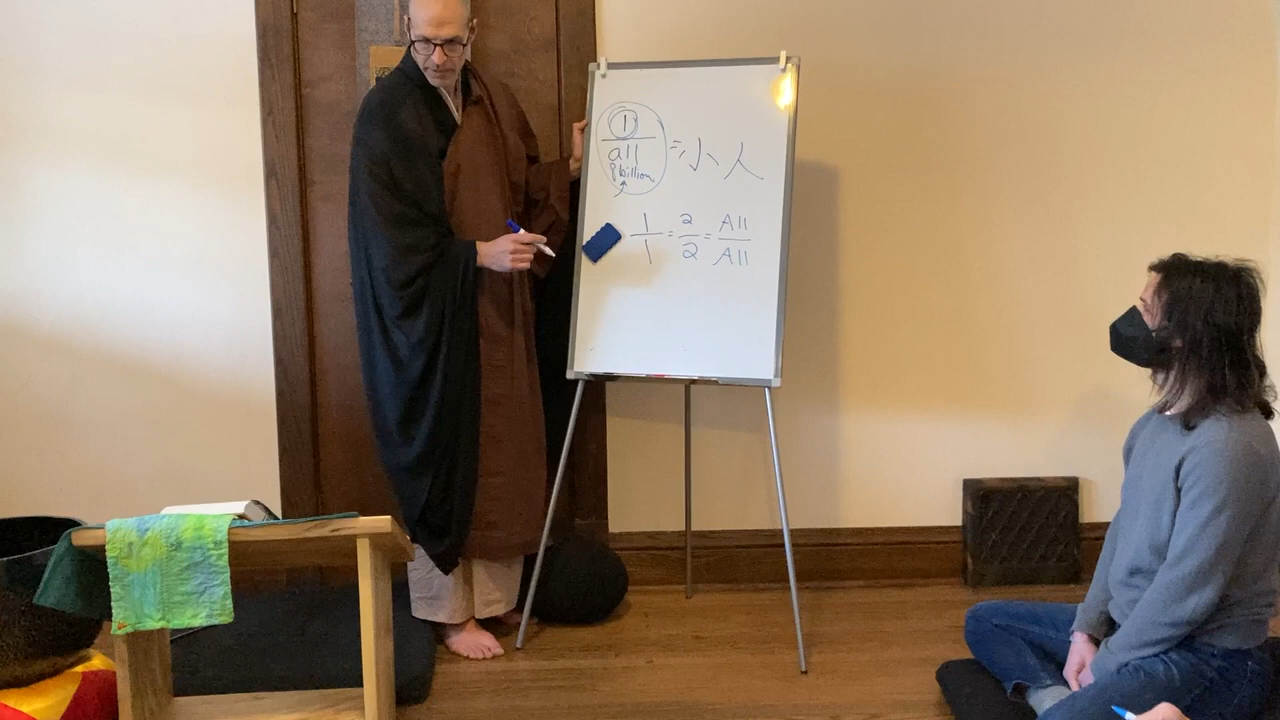 1
all = 小人
8 billion
1/1 = 2/2 = All/All